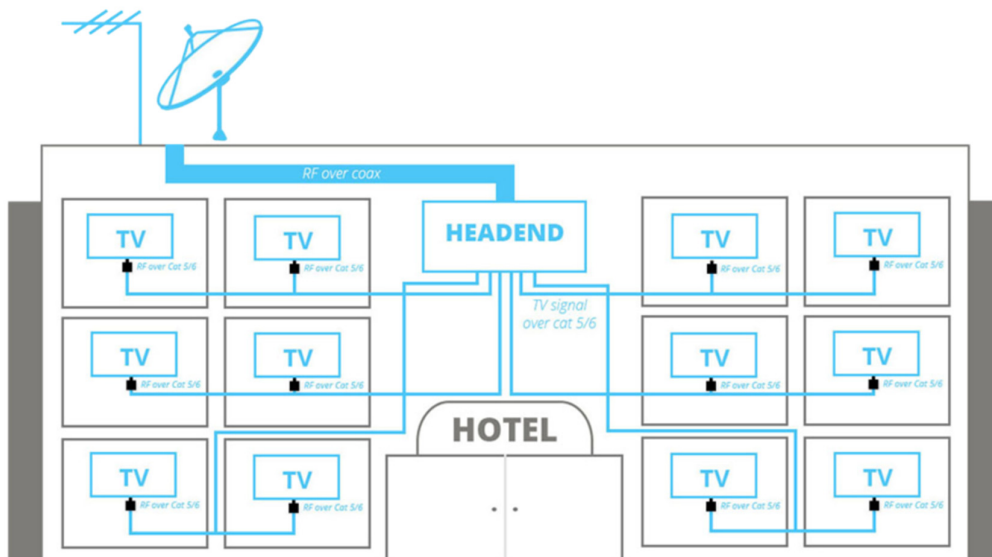 RF over coax
HEADEND
TV
RF over Cat 5/6
TV
RF over Cat 5/6
TV
RF over Cat 5/6
TV
RF over Cat 5/6
TV signal
over cat 5/6
TV
RF over Cat 5/6
TV
RF over Cat 5/6
TV
RF over Cat 5/6
TV
RF over Cat 5/6
HOTEL
TV
RF over Cat 5/6
TV
RF over Cat 5/6
TV
RF over Cat 5/6
TV
RF over Cat 5/6